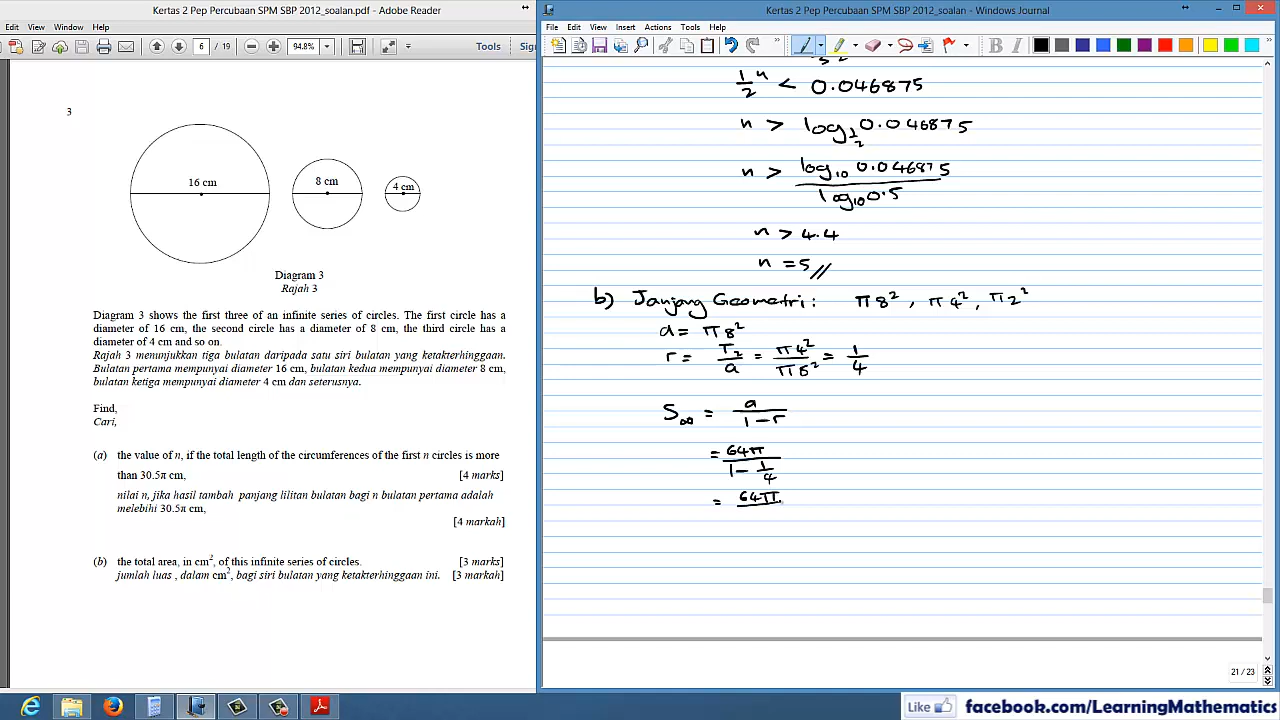 Kertas 2 Pep Percubaan SPM SBP 2012_soalan.pdf - Adobe Reader
Edit View Window Help
6 / 19 94.8% Tools
3
16 cm 8 cm 4 cm
Diagram 3
Rajah 3
Diagram 3 shows the first three of an infinite series of circles. The first circle has a
diameter of 16 cm, the second circle has a diameter of 8 cm, the third circle has a
diameter of 4 cm and so on.
Rajah 3 menunjukkan tiga bulatan daripada satu siri bulatan yang ketakterhinggaan.
Bulatan pertama mempunyai diameter 16 cm, bulatan kedua mempunyai diameter 8 cm,
bulatan ketiga mempunyai diameter 4 cm dan seterusnya.
Find,
Cari,
(a) the value of n, if the total length of the circumferences of the first n circles is more
than 30.5π cm, [4 marks]
nilai n, jika hasil tambah panjang lilitan bulatan bagi n bulatan pertama adalah
melebihi 30.5π cm,
[4 markah]
(b) the total area, in cm², of this infinite series of circles. [3 marks]
jumlah luas , dalam cm², bagi siri bulatan yang ketakterhinggaan ini. [3 markah]
Kertas 2 Pep Percubaan SPM SBP 2012_soalan - Windows Journal
File Edit View Insert Actions Tools Help
B I
1/2 ⁿ < 0.046875
n > log_1/2 0.046875
n > log₁₀ 0.046875 / log₁₀ 0.5
n > 4.4
n = 5 //
b) Janjang Geometri : π8² , π4² , π2²
a = π8²
r = T₂/a = π4²/π8² = 1/4
S∞ = a/(1-r)
= 64π/(1 - 1/4)
= 64π
21 / 23
Like facebook.com/LearningMathematics